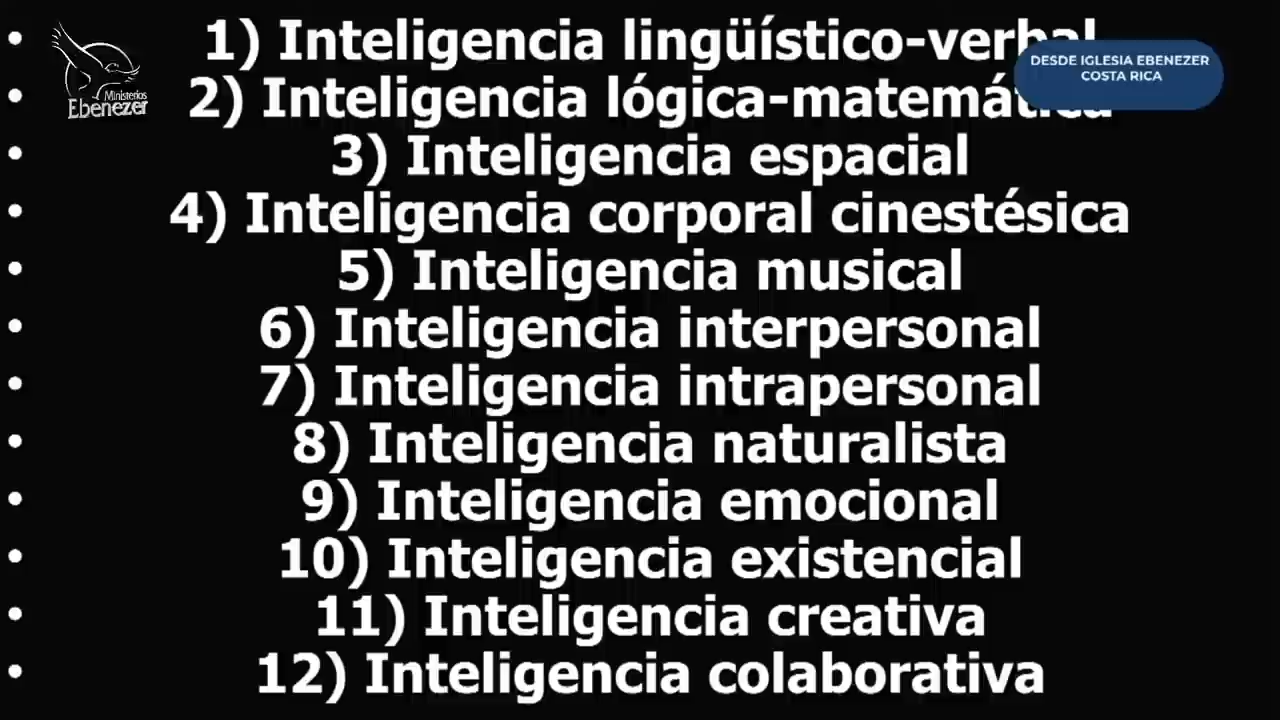 1) Inteligencia lingüístico-verbal
DESDE IGLESIA EBENEZER
COSTA RICA
Ministerios
Ebenezer
2) Inteligencia lógica-matemática
3) Inteligencia espacial
4) Inteligencia corporal cinestésica
5) Inteligencia musical
6) Inteligencia interpersonal
7) Inteligencia intrapersonal
8) Inteligencia naturalista
9) Inteligencia emocional
10) Inteligencia existencial
11) Inteligencia creativa
12) Inteligencia colaborativa